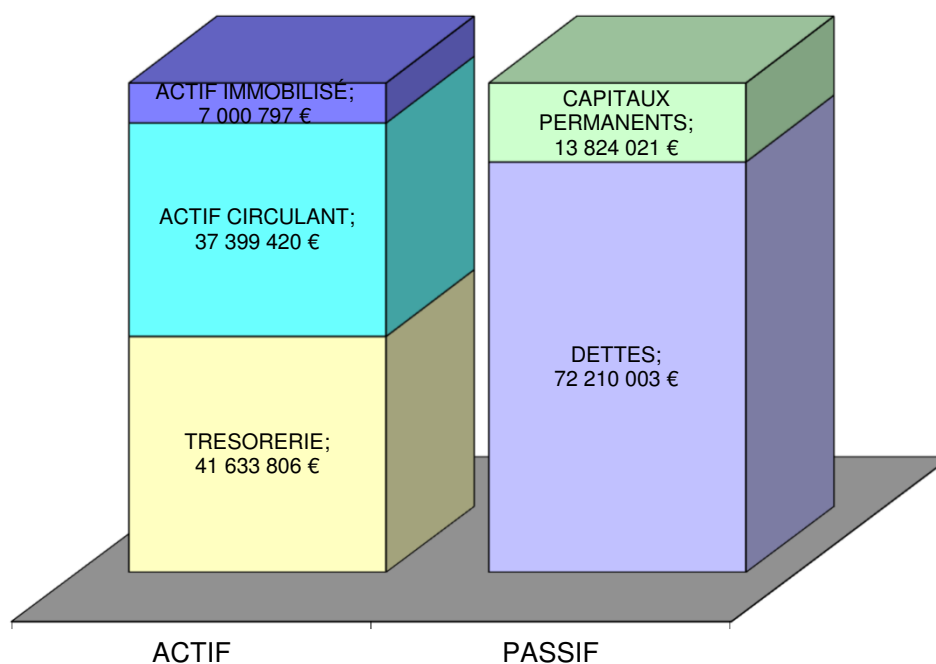 ACTIF IMMOBILISÉ;
7 000 797 €
ACTIF CIRCULANT;
37 399 420 €
TRESORERIE;
41 633 806 €
CAPITAUX
PERMANENTS;
13 824 021 €
DETTES;
72 210 003 €
ACTIF
PASSIF